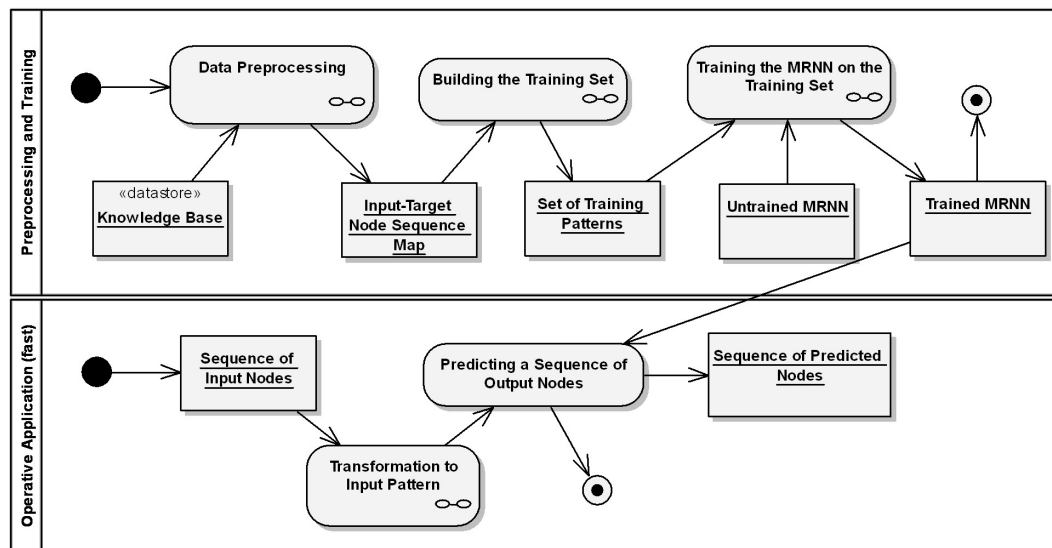 Preprocessing and Training
Data Preprocessing
Building the Training Set
Training the MRNN on the
Training Set
«datastore»
Knowledge Base
Input-Target
Node Sequence
Map
Set of Training
Patterns
Untrained MRNN
Trained MRNN
Operative Application (fast)
Sequence of
Input Nodes
Predicting a Sequence of
Output Nodes
Sequence of Predicted
Nodes
Transformation to
Input Pattern